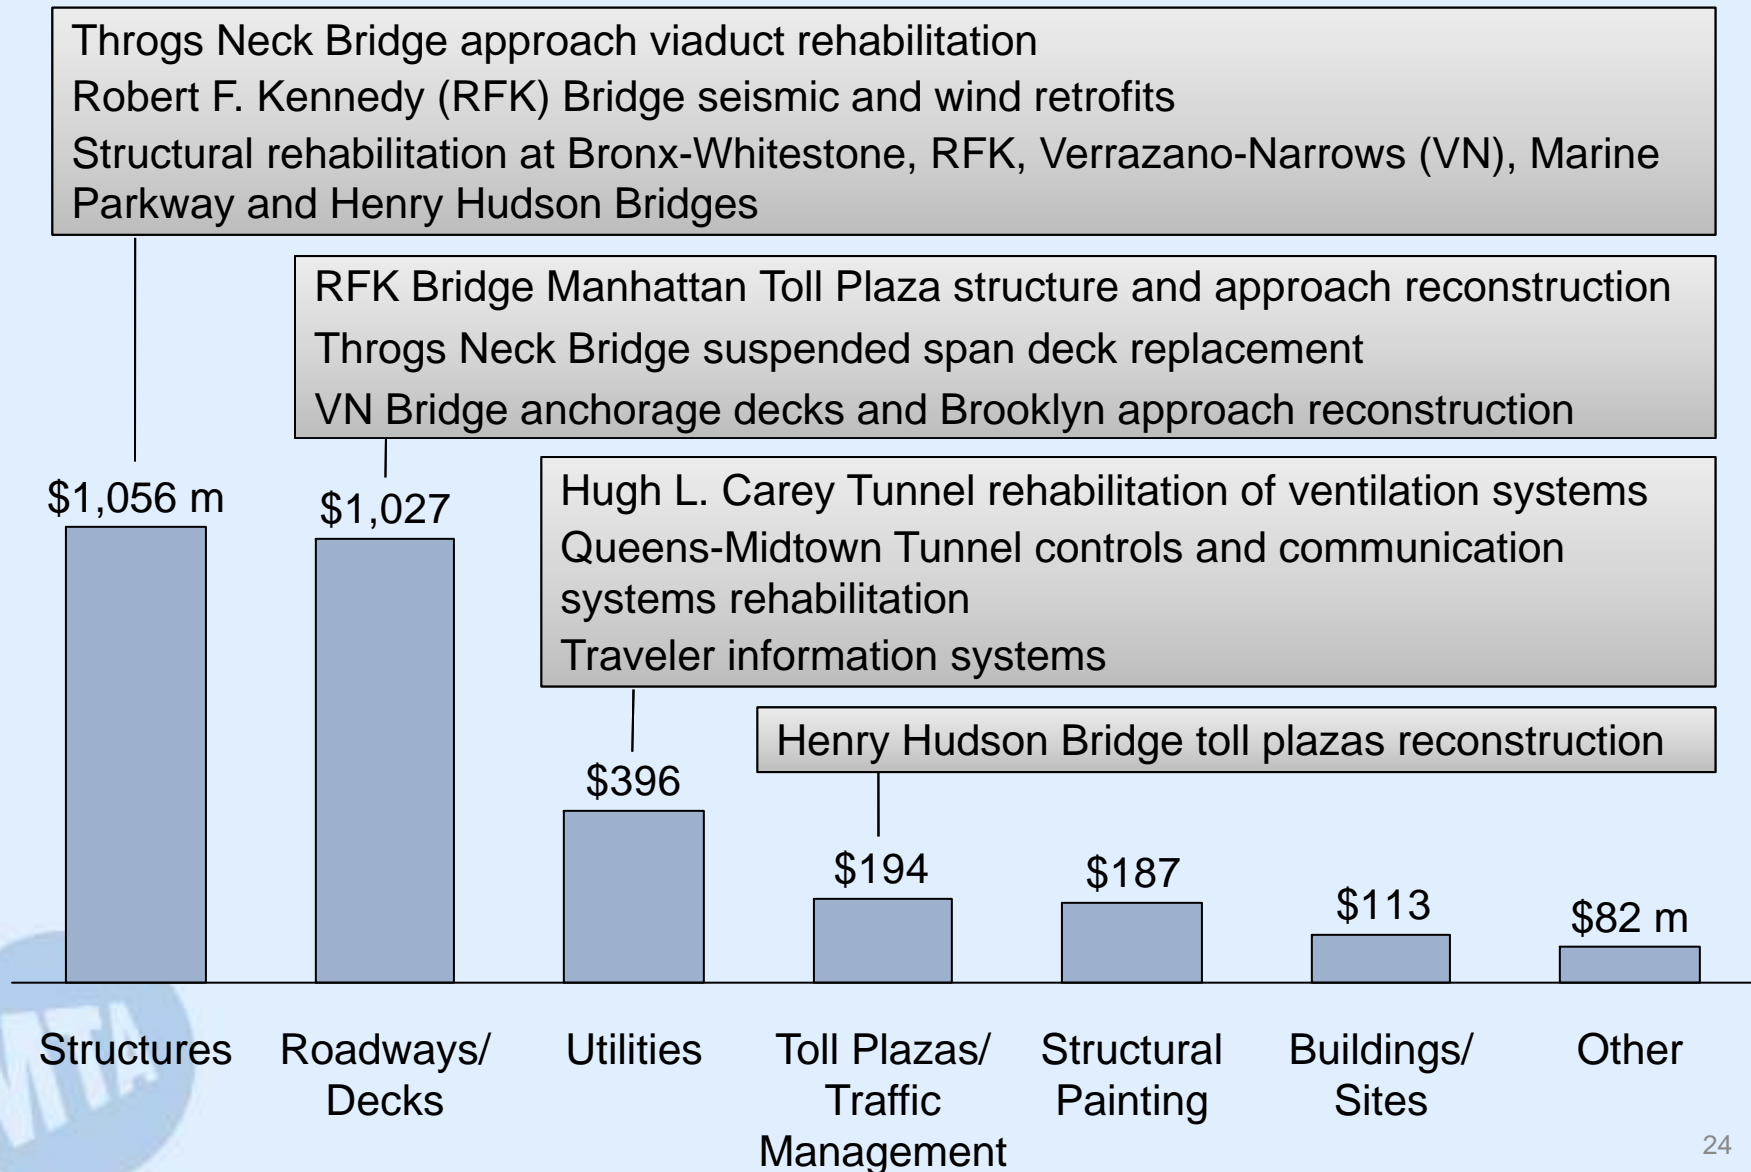 Throgs Neck Bridge approach viaduct rehabilitation
Robert F. Kennedy (RFK) Bridge seismic and wind retrofits
Structural rehabilitation at Bronx-Whitestone, RFK, Verrazano-Narrows (VN), Marine
Parkway and Henry Hudson Bridges
RFK Bridge Manhattan Toll Plaza structure and approach reconstruction
Throgs Neck Bridge suspended span deck replacement
VN Bridge anchorage decks and Brooklyn approach reconstruction
Hugh L. Carey Tunnel rehabilitation of ventilation systems
Queens-Midtown Tunnel controls and communication
systems rehabilitation
Traveler information systems
Henry Hudson Bridge toll plazas reconstruction
$1,056 m
$1,027
$396
$194
$187
$113
$82 m
Structures
Roadways/
Decks
Utilities
Toll Plazas/
Traffic
Management
Structural
Painting
Buildings/
Sites
Other
MTA
24